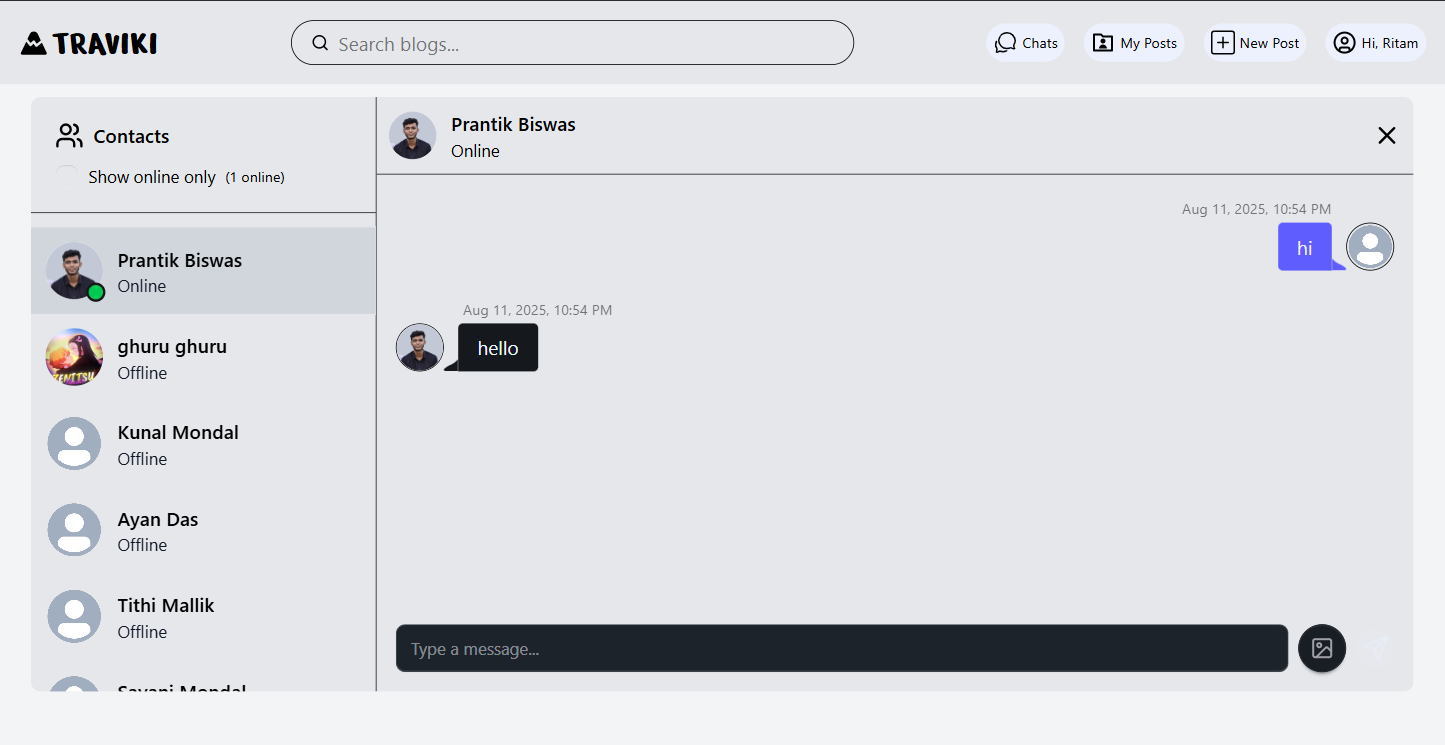 TRAVIKI
Search blogs...
Chats
My Posts
New Post
Hi, Ritam
Contacts
Show online only (1 online)
Prantik Biswas
Online
ghuru ghuru
Offline
Kunal Mondal
Offline
Ayan Das
Offline
Tithi Mallik
Offline
Sayani Mondal
Prantik Biswas
Online
Aug 11, 2025, 10:54 PM
hi
Aug 11, 2025, 10:54 PM
hello
Type a message...